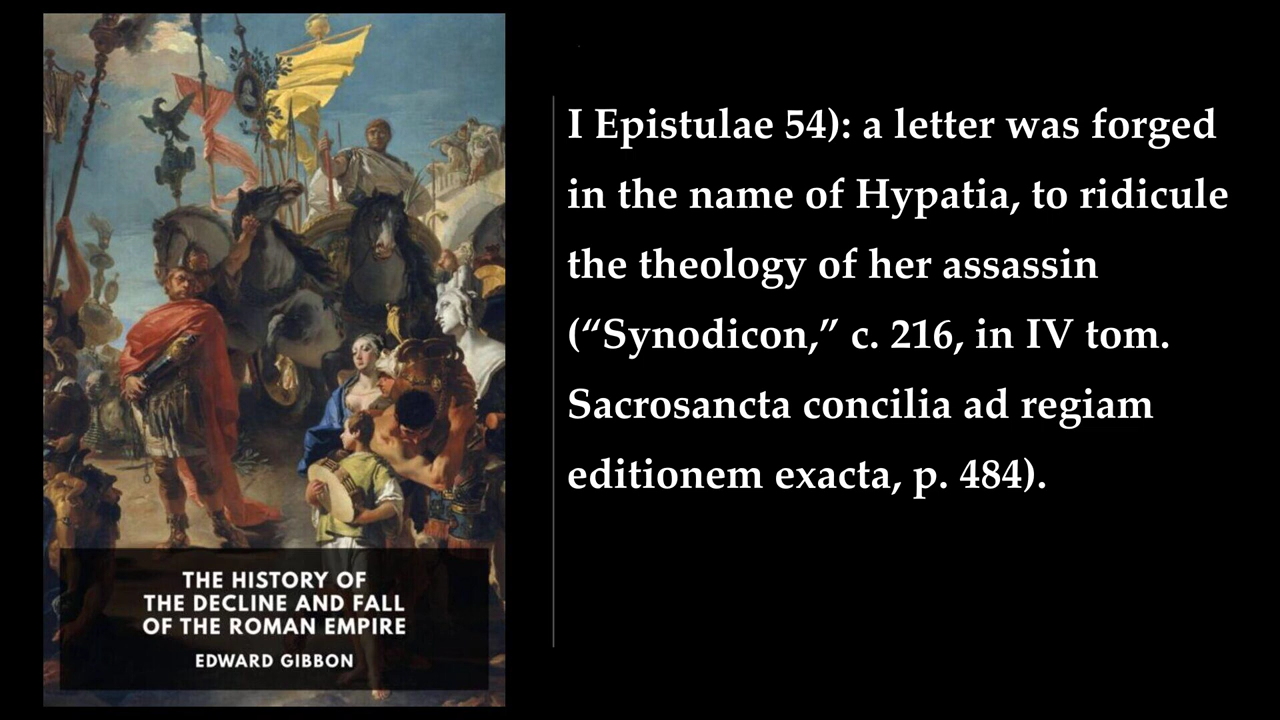 I Epistulae 54): a letter was forged
in the name of Hypatia, to ridicule
the theology of her assassin
(“Synodicon,” c. 216, in IV tom.
Sacrosancta concilia ad regiam
editionem exacta, p. 484).
THE HISTORY OF
THE DECLINE AND FALL
OF THE ROMAN EMPIRE
EDWARD GIBBON